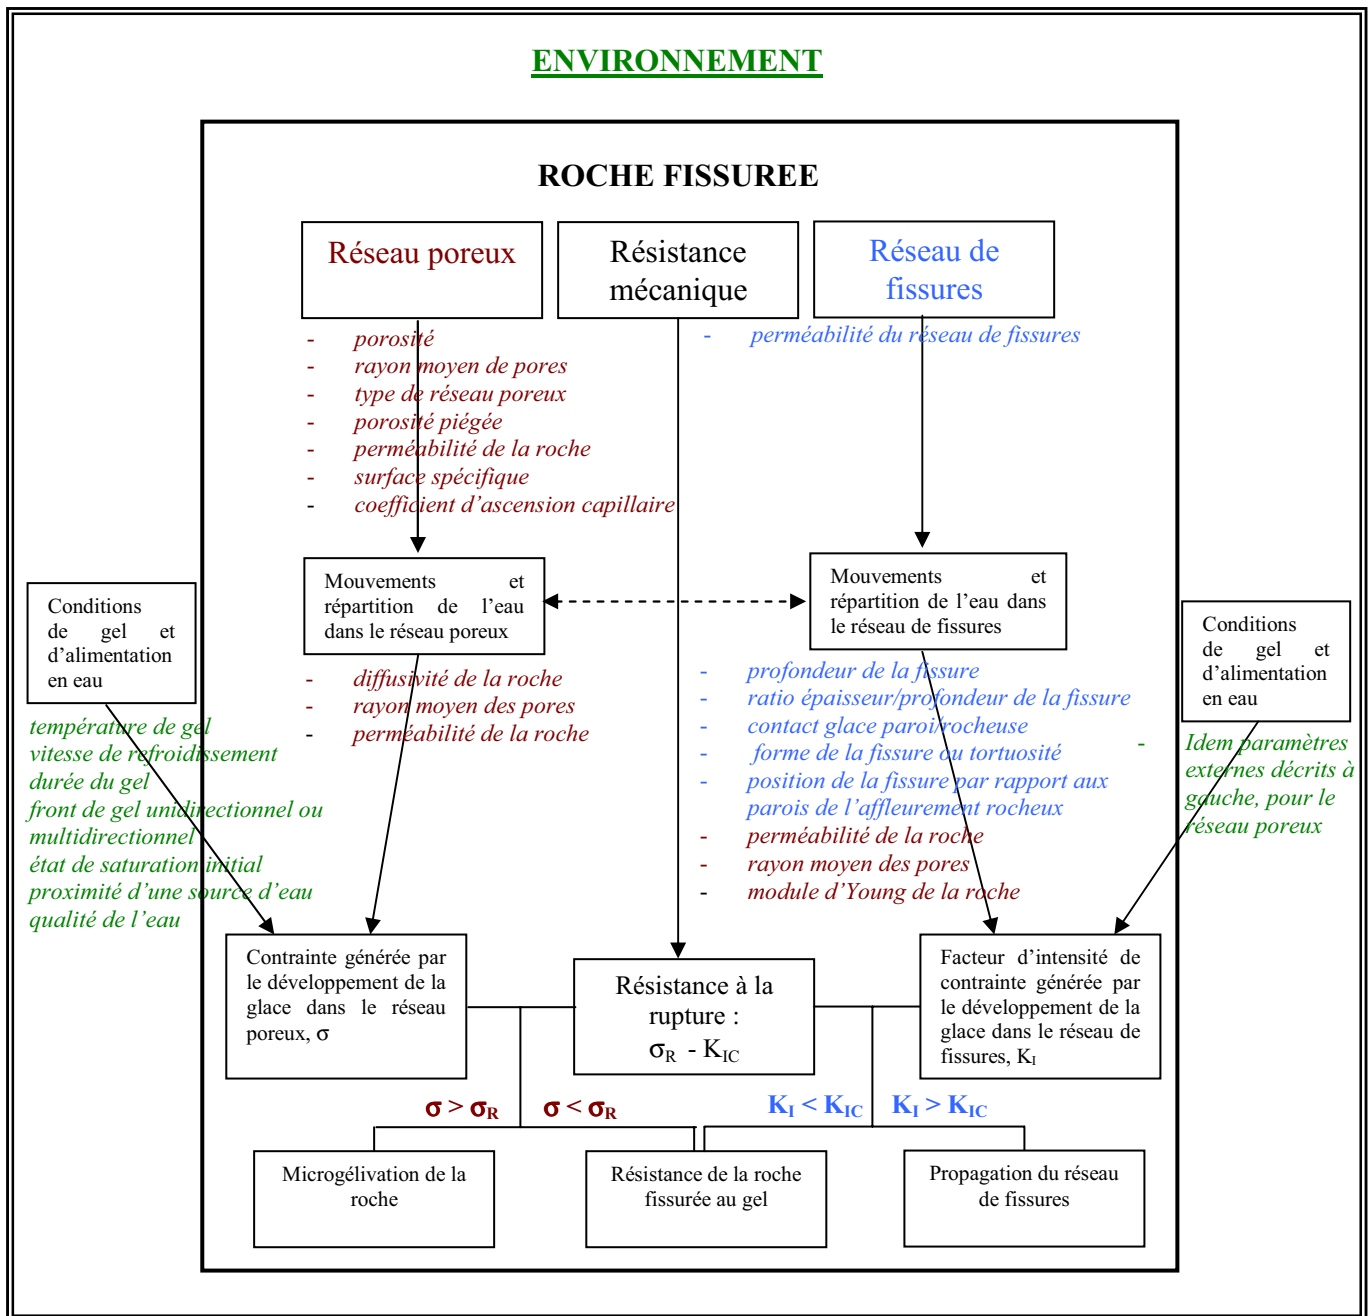 ENVIRONNEMENT
ROCHE FISSUREE
Réseau poreux
Résistance
mécanique
Réseau de
fissures
- porosité
- rayon moyen de pores
- type de réseau poreux
- porosité piégée
- perméabilité de la roche
- surface spécifique
- coefficient d'ascension capillaire
- perméabilité du réseau de fissures
Conditions
de gel et
d'alimentation
en eau
Mouvements et
répartition de l'eau
dans le réseau poreux
Mouvements et
répartition de l'eau dans
le réseau de fissures
Conditions
de gel et
d'alimentation
en eau
température de gel
vitesse de refroidissement
durée du gel
front de gel unidirectionnel ou
multidirectionnel
état de saturation initial
proximité d'une source d'eau
qualité de l'eau
- diffusivité de la roche
- rayon moyen des pores
- perméabilité de la roche
- profondeur de la fissure
- ratio épaisseur/profondeur de la fissure
- contact glace paroi/rocheuse
- forme de la fissure ou tortuosité
- position de la fissure par rapport aux
parois de l'affleurement rocheux
- perméabilité de la roche
- rayon moyen des pores
- module d'Young de la roche
- Idem paramètres
externes décrits à
gauche, pour le
réseau poreux
Contrainte générée par
le développement de la
glace dans le réseau
poreux, σ
Résistance à la
rupture :
σR - KIC
Facteur d'intensité de
contrainte générée par
le développement de la
glace dans le réseau de
fissures, KI
σ > σR
σ < σR
KI < KIC
KI > KIC
Microgélivation de la
roche
Résistance de la roche
fissurée au gel
Propagation du réseau
de fissures